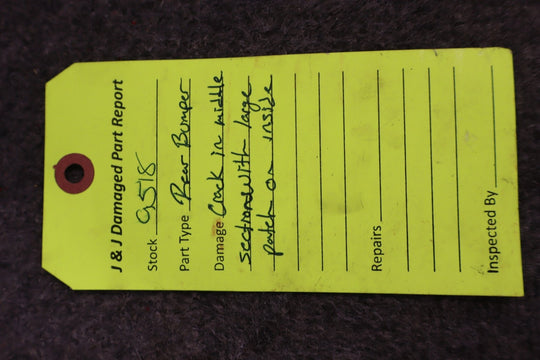 J & J Damaged Part Report
Stock 9518
Part Type Rear Bumper
Damage Crack in middle
section with large
patch on inside
Repairs
Inspected By